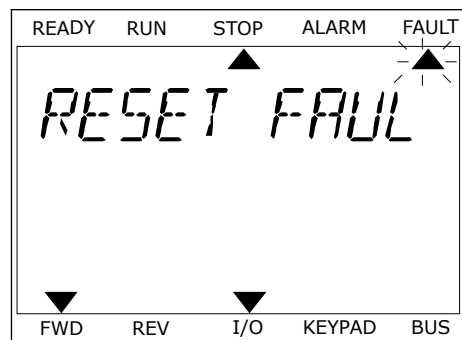 READY RUN STOP ALARM FAULT
RESET FAUL
FWD REV I/O KEYPAD BUS